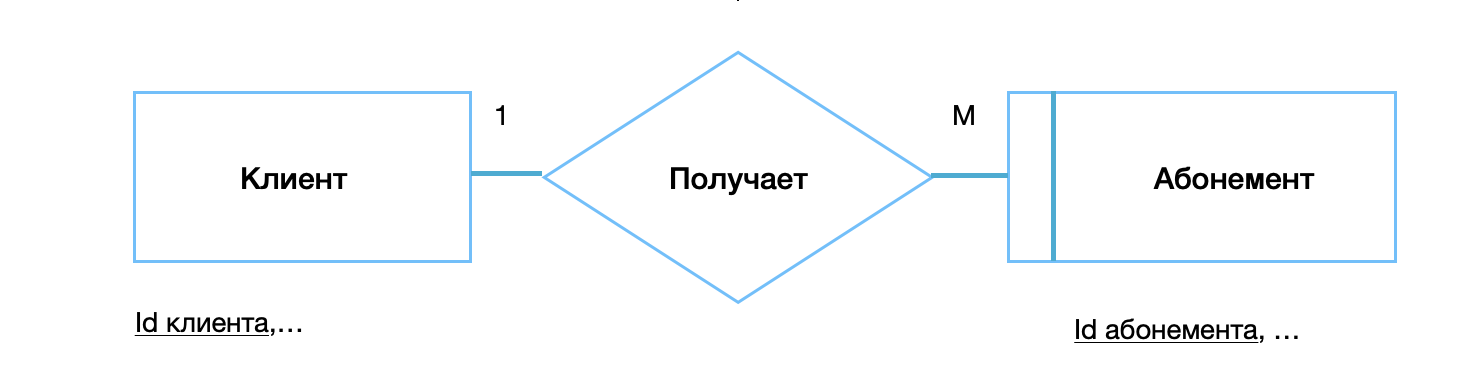 1
М
Клиент
Получает
Абонемент
Id клиента,...
Id абонемента, ...